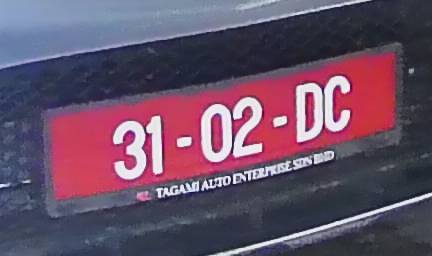 31-02-DC
TAGAMI AUTO ENTERPRISE SDN BHD